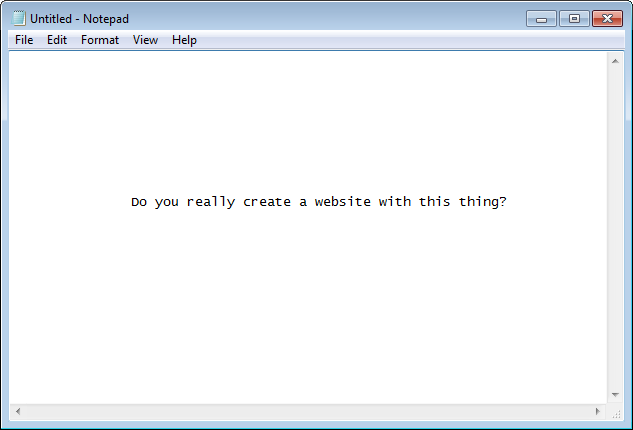 Untitled - Notepad
File Edit Format View Help
Do you really create a website with this thing?